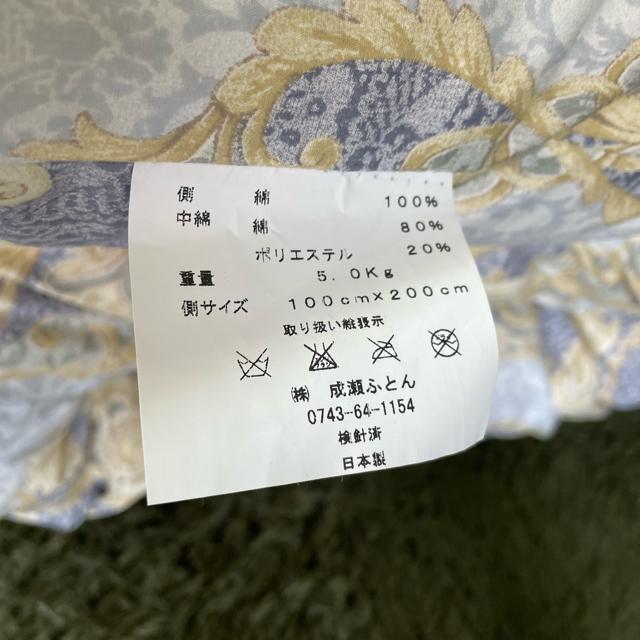 側 綿 100%
中綿 綿 80%
ポリエステル 20%
重量 5.0Kg
側サイズ 100cm×200cm
取り扱い絵表示
㈱ 成瀬ふとん
0743-64-1154
検針済
日本製